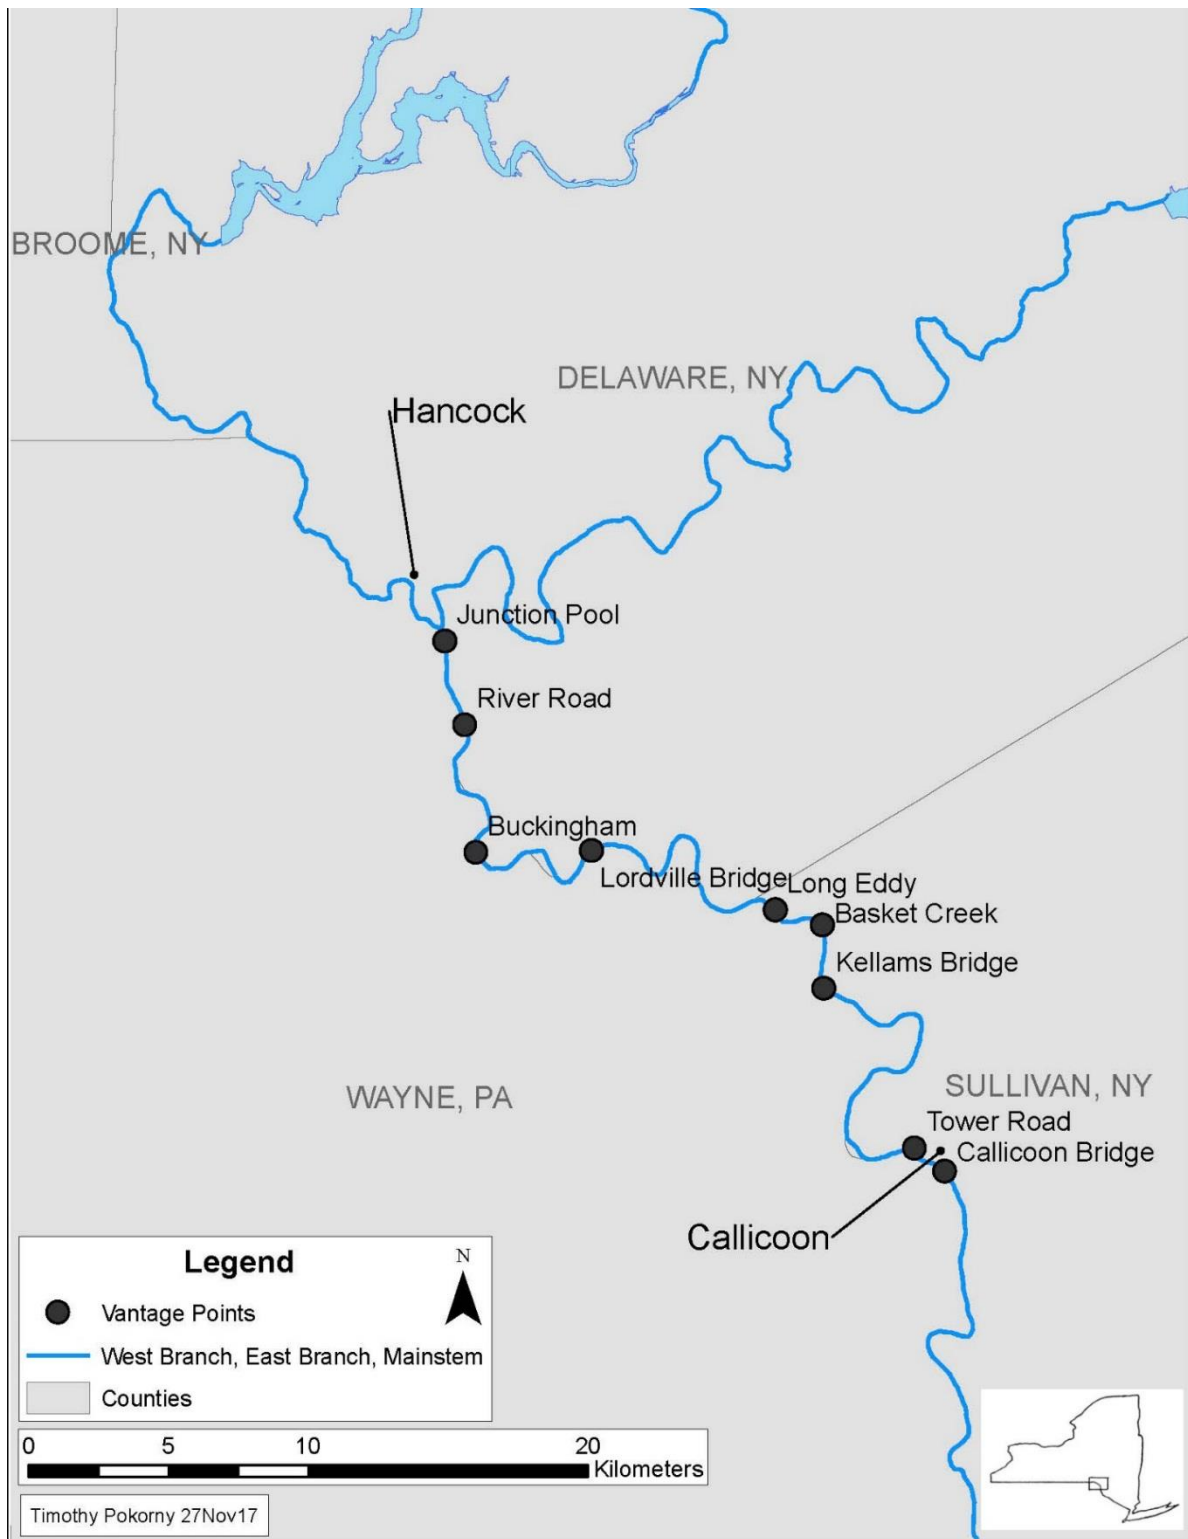 BROOME, NY
DELAWARE, NY
Hancock
Junction Pool
River Road
Buckingham
Lordville Bridge
Long Eddy
Basket Creek
Kellams Bridge
WAYNE, PA
SULLIVAN, NY
Tower Road
Callicoon Bridge
Callicoon
Legend
N
Vantage Points
West Branch, East Branch, Mainstem
Counties
0 5 10 20
Kilometers
Timothy Pokorny 27Nov17